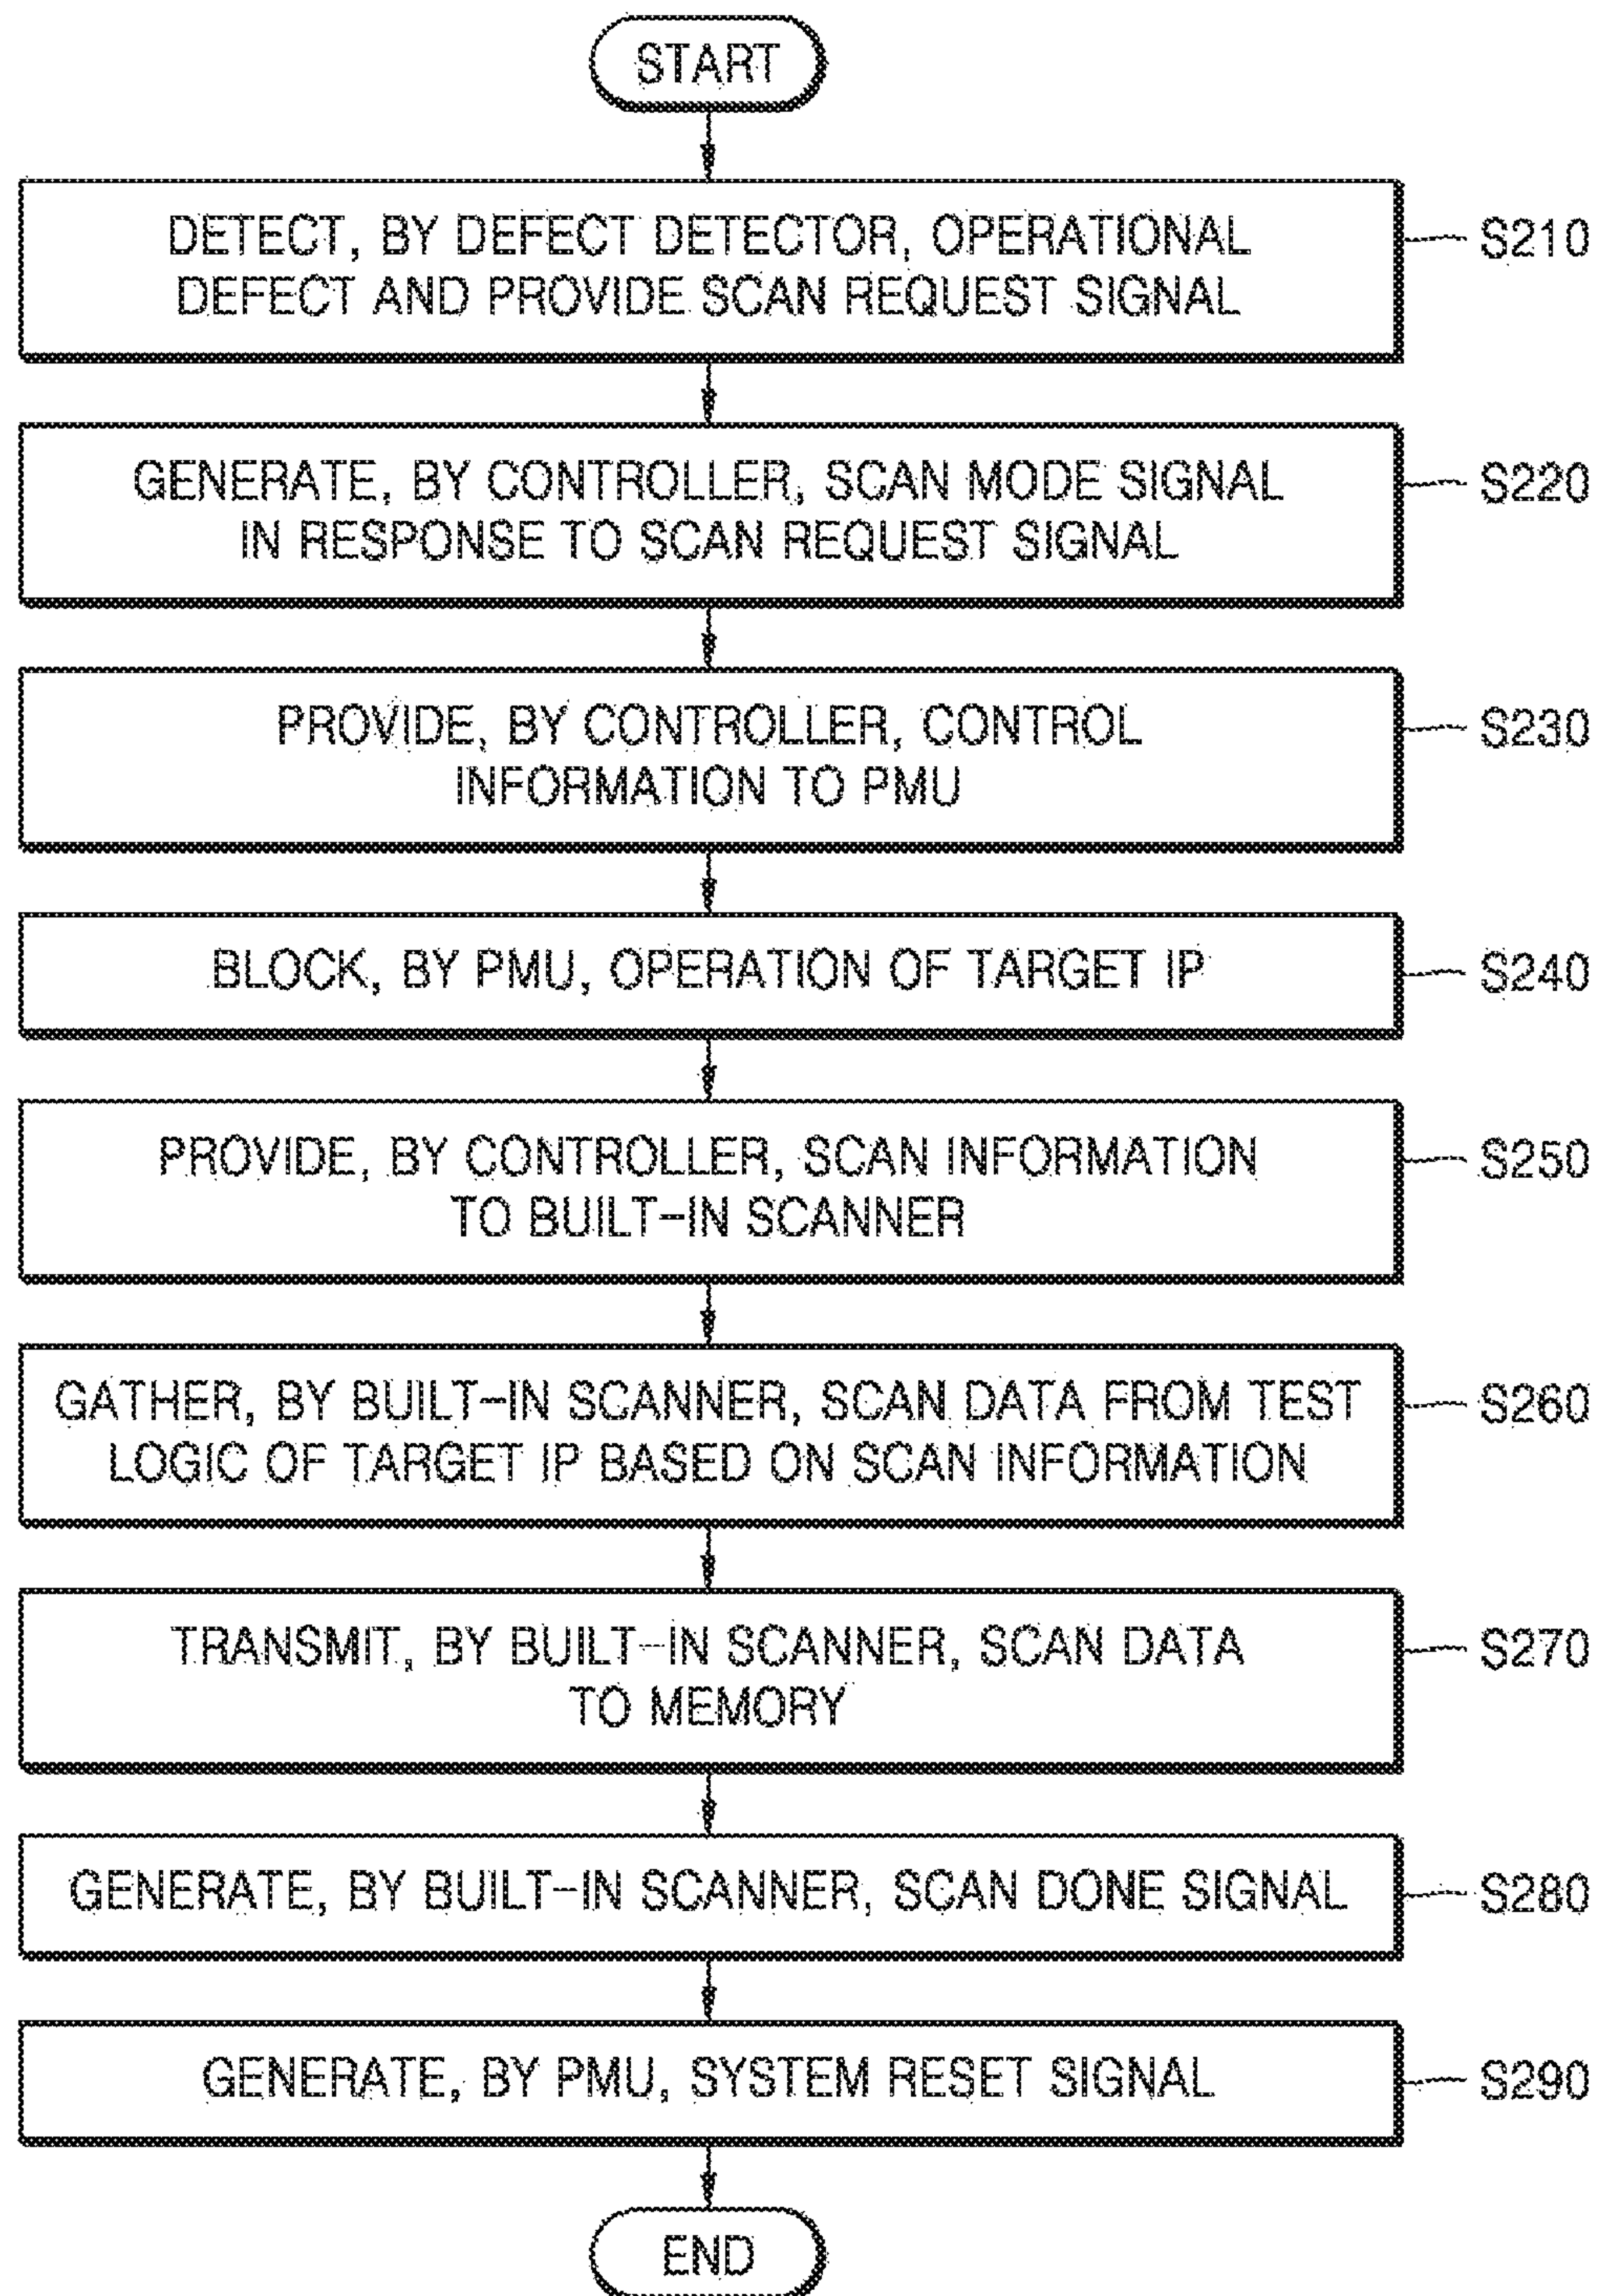 START
DETECT, BY DEFECT DETECTOR, OPERATIONAL
DEFECT AND PROVIDE SCAN REQUEST SIGNAL
S210
GENERATE, BY CONTROLLER, SCAN MODE SIGNAL
IN RESPONSE TO SCAN REQUEST SIGNAL
S220
PROVIDE, BY CONTROLLER, CONTROL
INFORMATION TO PMU
S230
BLOCK, BY PMU, OPERATION OF TARGET IP
S240
PROVIDE, BY CONTROLLER, SCAN INFORMATION
TO BUILT-IN SCANNER
S250
GATHER, BY BUILT-IN SCANNER, SCAN DATA FROM TEST
LOGIC OF TARGET IP BASED ON SCAN INFORMATION
S260
TRANSMIT, BY BUILT-IN SCANNER, SCAN DATA
TO MEMORY
S270
GENERATE, BY BUILT-IN SCANNER, SCAN DONE SIGNAL
S280
GENERATE, BY PMU, SYSTEM RESET SIGNAL
S290
END